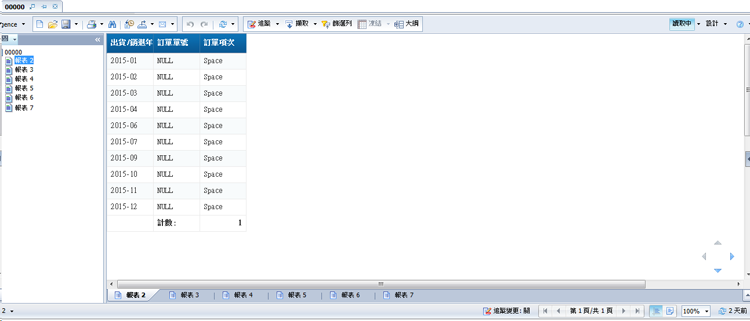 00000
gence
追蹤 擷取 篩選列 凍結 大綱
讀取中 設計
圖
00000
報表 2
報表 3
報表 4
報表 5
報表 6
報表 7
出貨/銷退年 訂單單號 訂單項次
2015-01 NULL Space
2015-02 NULL Space
2015-03 NULL Space
2015-04 NULL Space
2015-06 NULL Space
2015-07 NULL Space
2015-09 NULL Space
2015-10 NULL Space
2015-11 NULL Space
2015-12 NULL Space
計數: 1
報表 2 報表 3 報表 4 報表 5 報表 6 報表 7
2 追蹤變更: 關 第 1 頁/共 1 頁 100% 2 天前